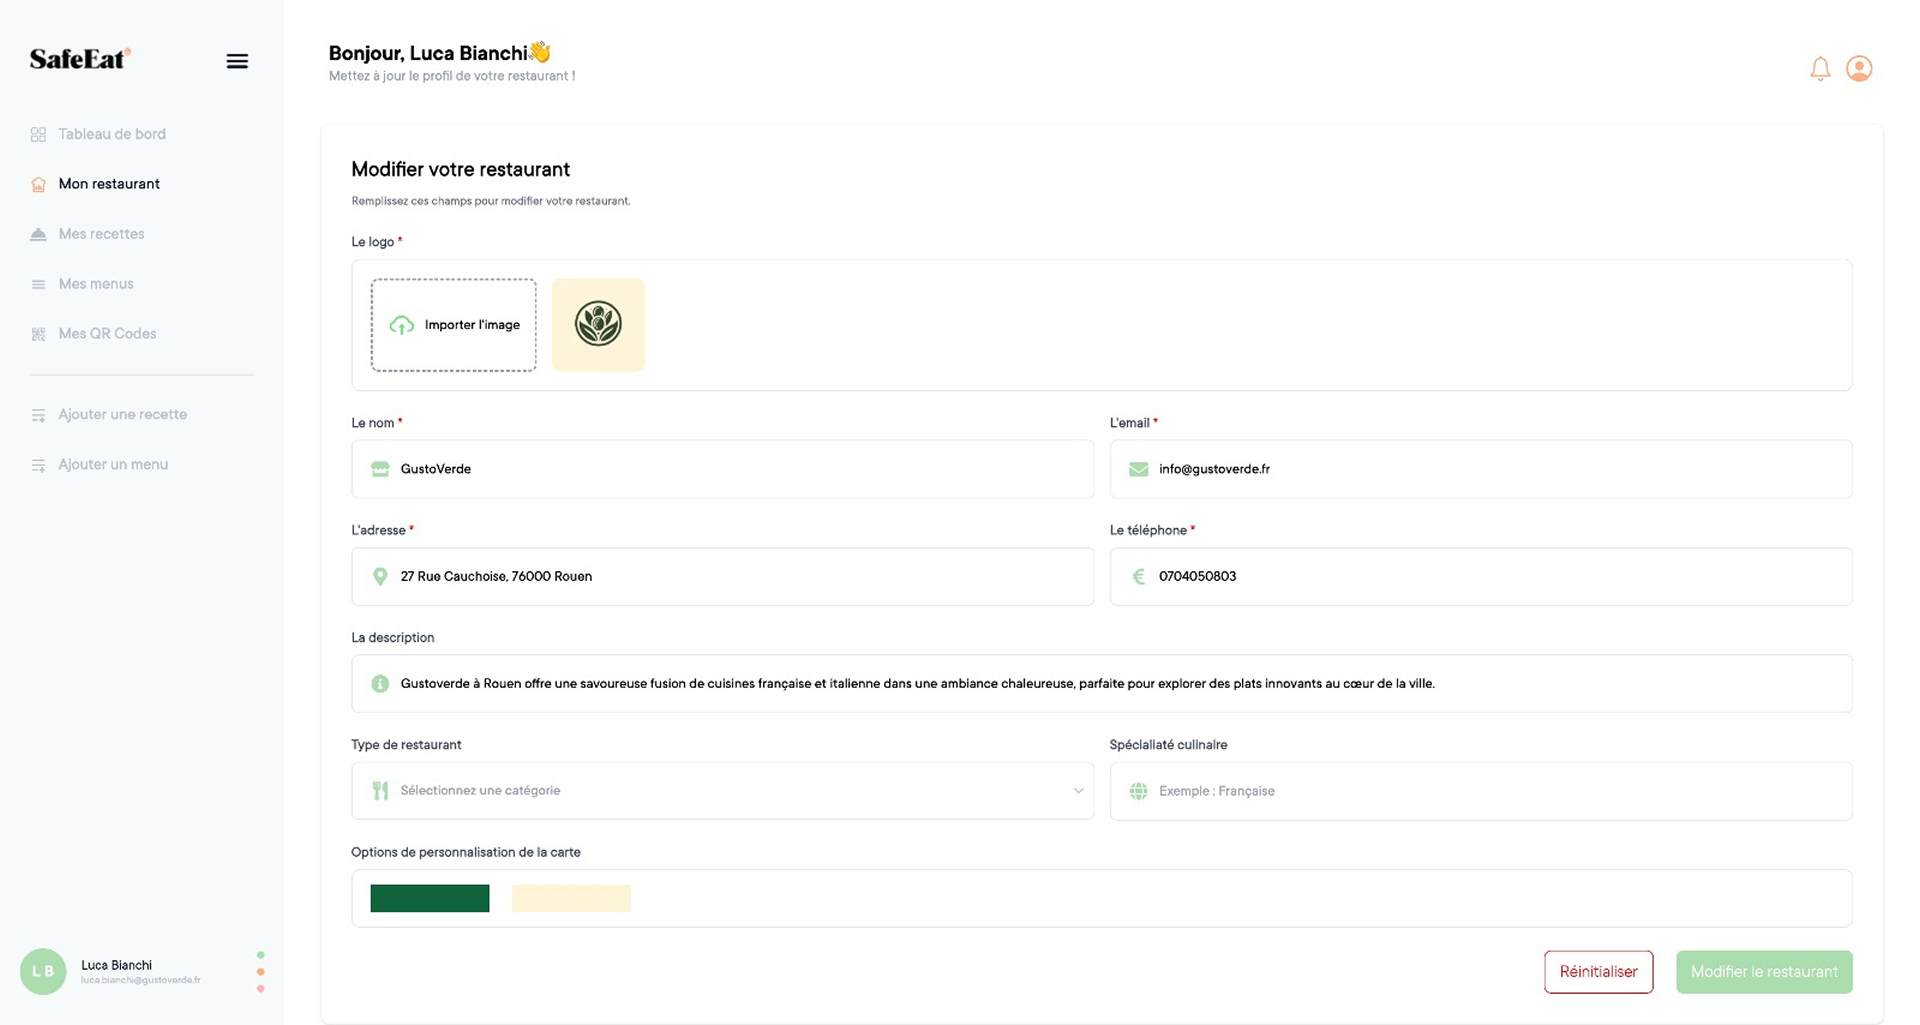 SafeEat
Bonjour, Luca Bianchi👋
Mettez à jour le profil de votre restaurant !
Tableau de bord
Mon restaurant
Mes recettes
Mes menus
Mes QR Codes
Ajouter une recette
Ajouter un menu
Modifier votre restaurant
Remplissez ces champs pour modifier votre restaurant.
Le logo *
Importer l'image
Le nom *
GustoVerde
L'email *
info@gustoverde.fr
L'adresse *
27 Rue Cauchoise, 76000 Rouen
Le téléphone *
0704050803
La description
Gustoverde à Rouen offre une savoureuse fusion de cuisines française et italienne dans une ambiance chaleureuse, parfaite pour explorer des plats innovants au cœur de la ville.
Type de restaurant
Sélectionnez une catégorie
Spécialiaté culinaire
Exemple : Française
Options de personnalisation de la carte
Réinitialiser
Modifier le restaurant
L B
Luca Bianchi
luca.bianchi@gustoverde.fr